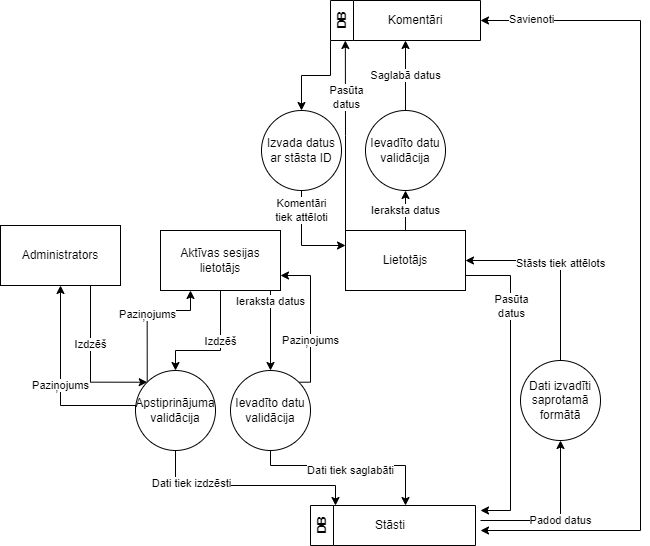 DB
Komentāri
Savienoti
Saglabā datus
Pasūta
datus
Izvada datus
ar stāsta ID
Ievadīto datu
validācija
Komentāri
tiek attēloti
Ieraksta datus
Administrators
Aktīvas sesijas
lietotājs
Lietotājs
Stāsts tiek attēlots
Pasūta
datus
Ieraksta datus
Paziņojums
Izdzēš
Izdzēš
Paziņojums
Paziņojums
Apstiprinājuma
validācija
Ievadīto datu
validācija
Dati izvadīti
saprotamā
formātā
Dati tiek saglabāti
Dati tiek izdzēsti
DB
Stāsti
Padod datus